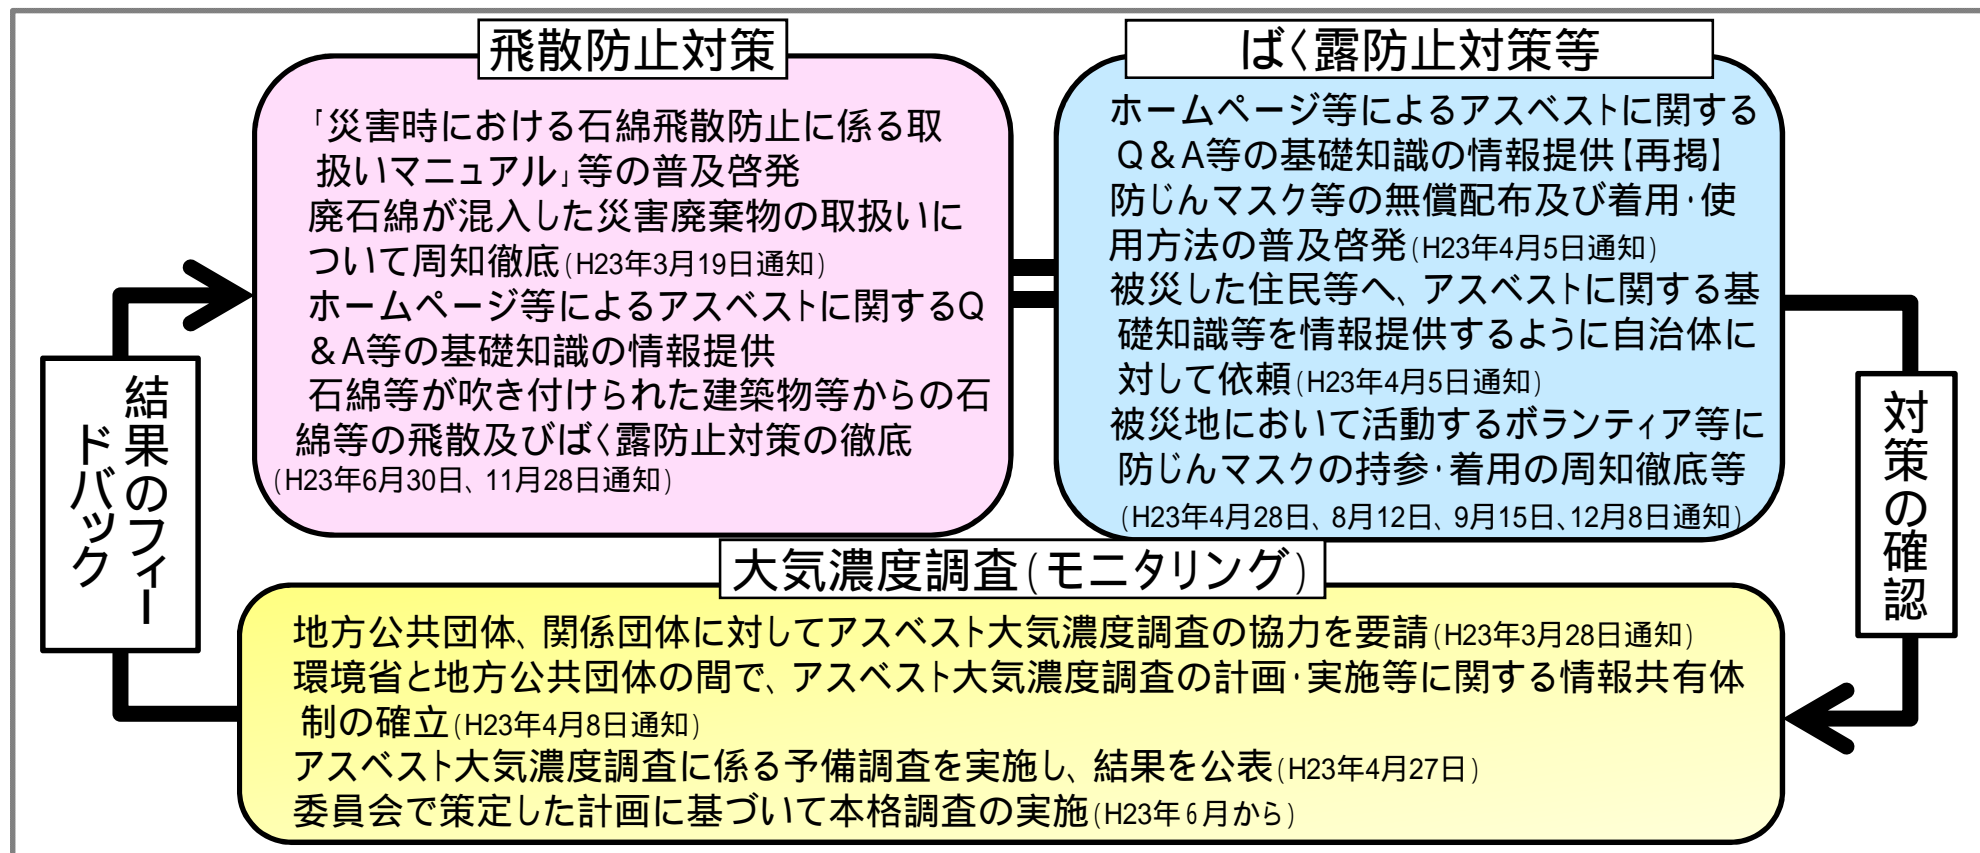 飛散防止対策
「災害時における石綿飛散防止に係る取
扱いマニュアル」等の普及啓発
廃石綿が混入した災害廃棄物の取扱いに
ついて周知徹底(H23年3月19日通知)
ホームページ等によるアスベストに関するQ
&A等の基礎知識の情報提供
石綿等が吹き付けられた建築物等からの石
綿等の飛散及びばく露防止対策の徹底
(H23年6月30日、11月28日通知)
ばく露防止対策等
ホームページ等によるアスベストに関する
Q&A等の基礎知識の情報提供【再掲】
防じんマスク等の無償配布及び着用・使
用方法の普及啓発(H23年4月5日通知)
被災した住民等へ、アスベストに関する基
礎知識等を情報提供するように自治体に
対して依頼(H23年4月5日通知)
被災地において活動するボランティア等に
防じんマスクの持参・着用の周知徹底等
(H23年4月28日、8月12日、9月15日、12月8日通知)
対策の確認
大気濃度調査(モニタリング)
地方公共団体、関係団体に対してアスベスト大気濃度調査の協力を要請(H23年3月28日通知)
環境省と地方公共団体の間で、アスベスト大気濃度調査の計画・実施等に関する情報共有体
制の確立(H23年4月8日通知)
アスベスト大気濃度調査に係る予備調査を実施し、結果を公表(H23年4月27日)
委員会で策定した計画に基づいて本格調査の実施(H23年6月から)
結果のフィー
ドバック